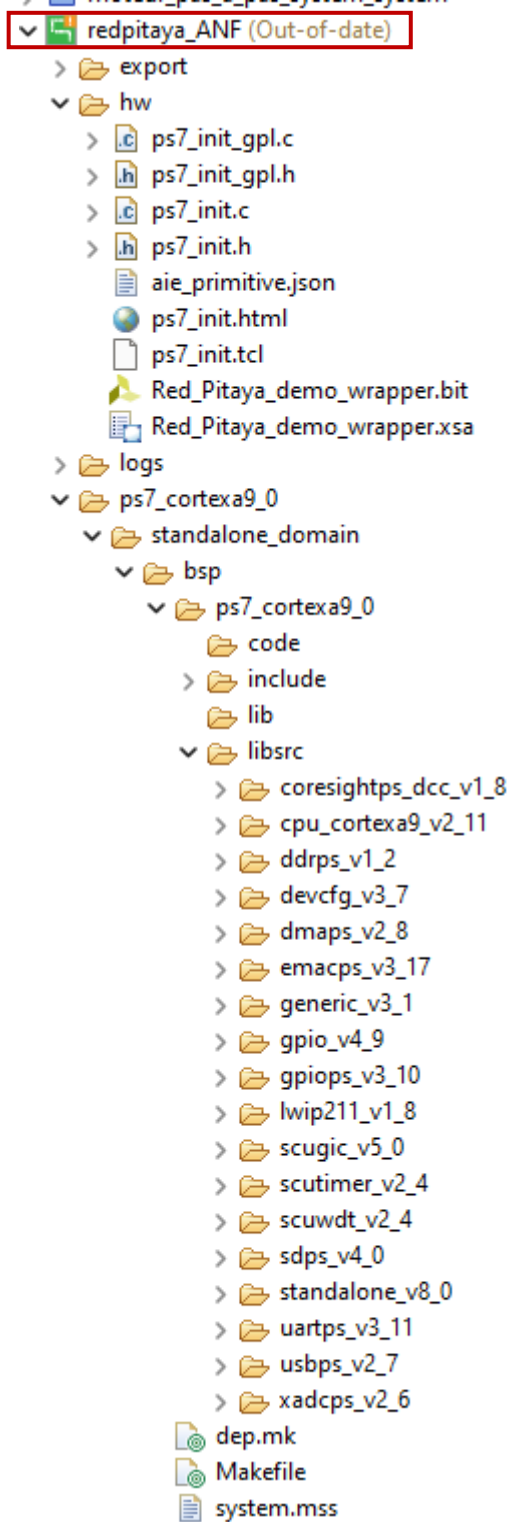 moteur_pas_a_pas_system_system
redpitaya_ANF (Out-of-date)
export
hw
.c ps7_init_gpl.c
.h ps7_init_gpl.h
.c ps7_init.c
.h ps7_init.h
aie_primitive.json
ps7_init.html
ps7_init.tcl
Red_Pitaya_demo_wrapper.bit
Red_Pitaya_demo_wrapper.xsa
logs
ps7_cortexa9_0
standalone_domain
bsp
ps7_cortexa9_0
code
include
lib
libsrc
coresightps_dcc_v1_8
cpu_cortexa9_v2_11
ddrps_v1_2
devcfg_v3_7
dmaps_v2_8
emacps_v3_17
generic_v3_1
gpio_v4_9
gpiops_v3_10
lwip211_v1_8
scugic_v5_0
scutimer_v2_4
scuwdt_v2_4
sdps_v4_0
standalone_v8_0
uartps_v3_11
usbps_v2_7
xadcps_v2_6
dep.mk
Makefile
system.mss